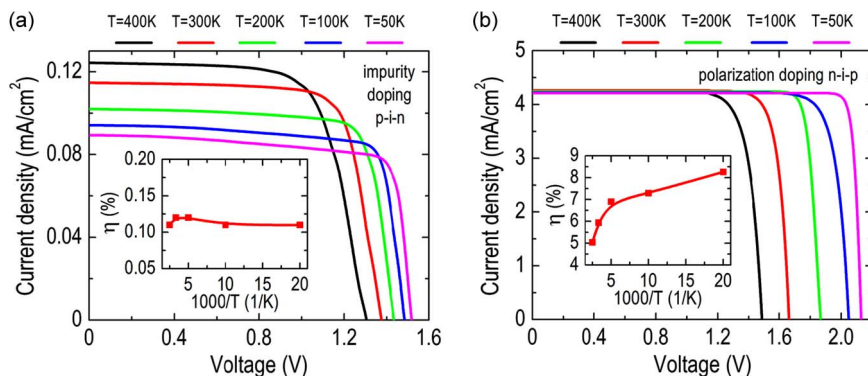 (a) T=400K T=300K T=200K T=100K T=50K
impurity
doping
p-i-n
Current density (mA/cm²)
0.12
0.08
0.04
0
0 0.4 0.8 1.2 1.6
Voltage (V)
η (%)
0.20
0.15
0.10
0.05
5 10 15 20
1000/T (1/K)
(b) T=400K T=300K T=200K T=100K T=50K
polarization doping n-i-p
Current density (mA/cm²)
5
4
3
2
1
0
0 0.4 0.8 1.2 1.6 2.0
Voltage (V)
η (%)
9
8
7
6
5
4
5 10 15 20
1000/T (1/K)